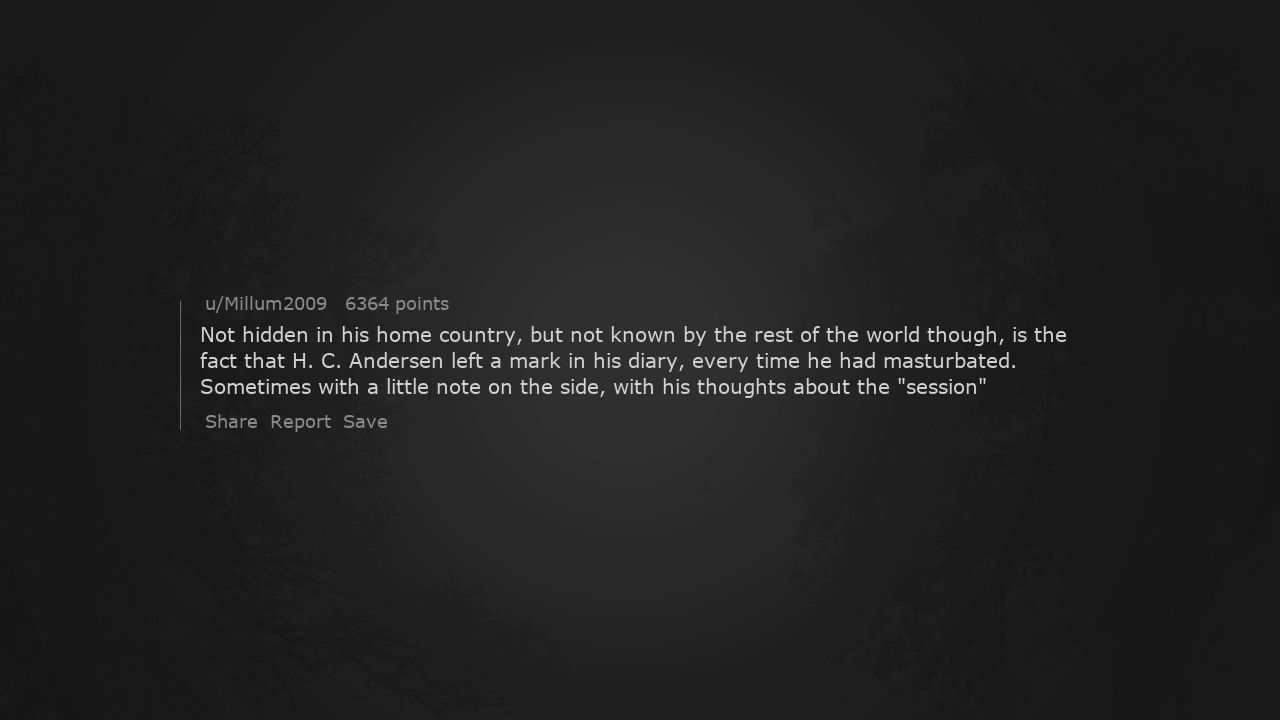 u/Millum2009 6364 points
Not hidden in his home country, but not known by the rest of the world though, is the
fact that H. C. Andersen left a mark in his diary, every time he had masturbated.
Sometimes with a little note on the side, with his thoughts about the "session"
Share Report Save